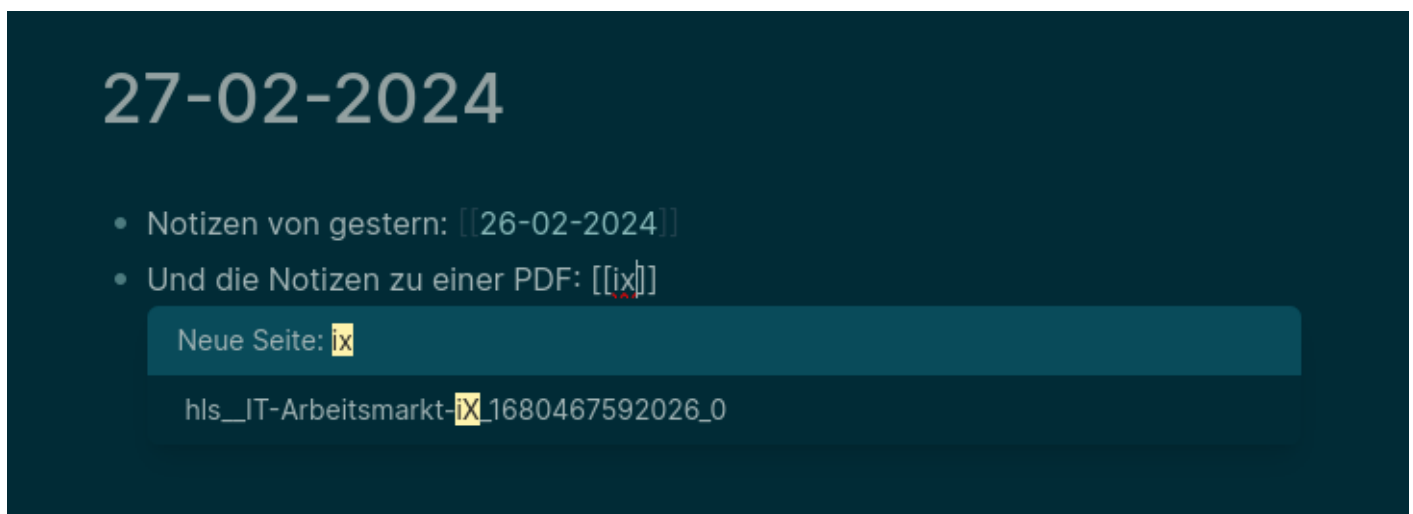 27-02-2024
Notizen von gestern: [[26-02-2024]]
Und die Notizen zu einer PDF: [[ix]]
Neue Seite: ix
hls__IT-Arbeitsmarkt-iX_1680467592026_0